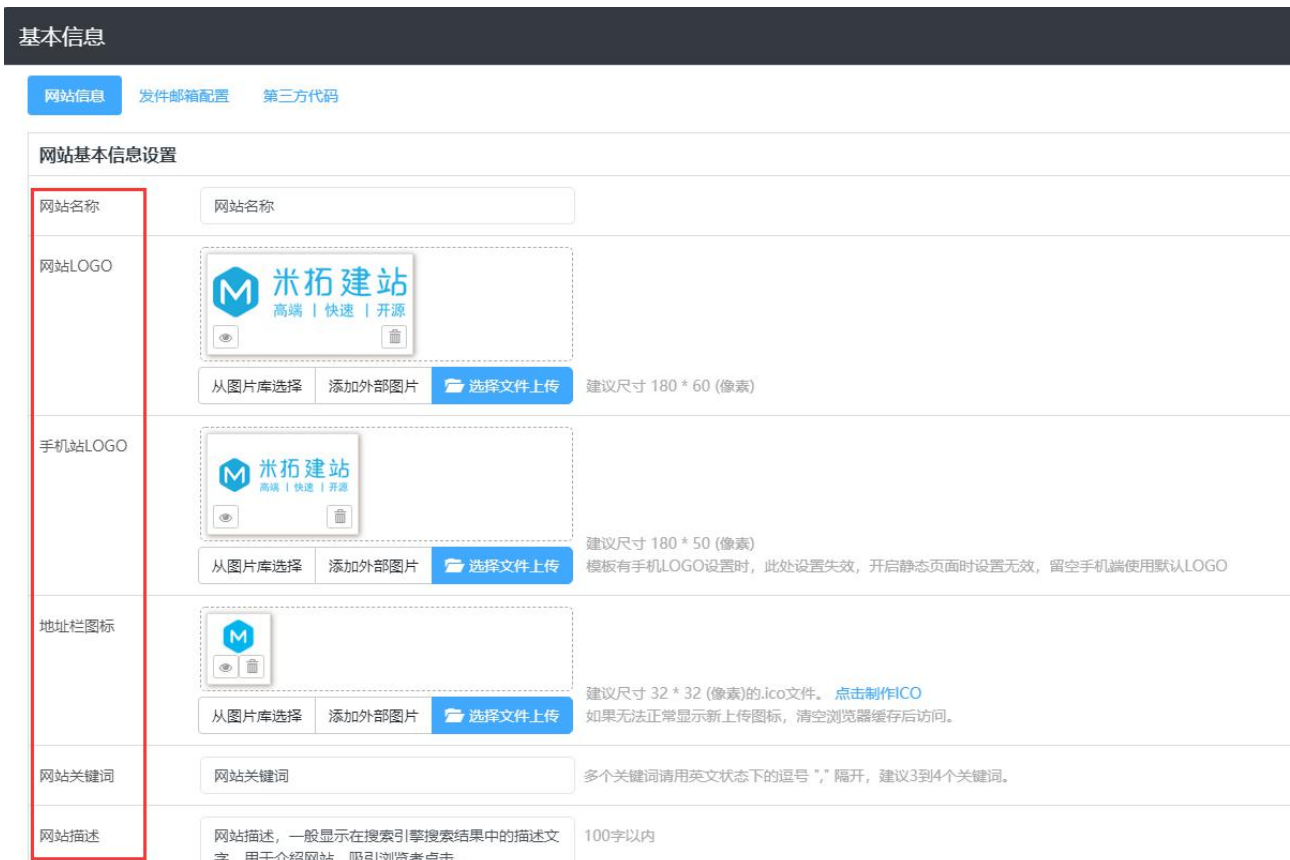 基本信息
网站信息 发件邮箱配置 第三方代码
网站基本信息设置
网站名称 网站名称
网站LOGO
米拓建站
高端 | 快速 | 开源
从图片库选择 添加外部图片 选择文件上传 建议尺寸 180 * 60 (像素)
手机站LOGO
米拓建站
高端 | 快速 | 开源
建议尺寸 180 * 50 (像素)
从图片库选择 添加外部图片 选择文件上传 模板有手机LOGO设置时，此处设置失效，开启静态页面时设置无效，留空手机端使用默认LOGO
地址栏图标
M
建议尺寸 32 * 32 (像素)的.ico文件。 点击制作ICO
从图片库选择 添加外部图片 选择文件上传 如果无法正常显示新上传图标，清空浏览器缓存后访问。
网站关键词 网站关键词 多个关键词请用英文状态下的逗号 "," 隔开，建议3到4个关键词。
网站描述 网站描述，一般显示在搜索引擎搜索结果中的描述文 100字以内
字，用于介绍网站，吸引浏览者点击